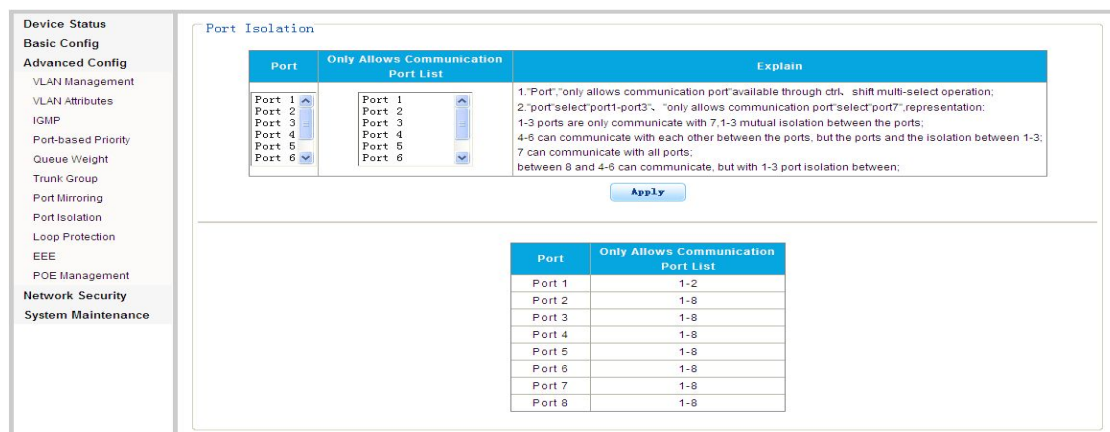 Device Status
Basic Config
Advanced Config
VLAN Management
VLAN Attributes
IGMP
Port-based Priority
Queue Weight
Trunk Group
Port Mirroring
Port Isolation
Loop Protection
EEE
POE Management
Network Security
System Maintenance
Port Isolation
Port
Only Allows Communication
Port List
Explain
Port 1
Port 2
Port 3
Port 4
Port 5
Port 6
Port 1
Port 2
Port 3
Port 4
Port 5
Port 6
1."Port","only allows communication port"available through ctrl、 shift multi-select operation;
2."port"select"port1-port3"、 "only allows communication port"select"port7",representation:
1-3 ports are only communicate with 7,1-3 mutual isolation between the ports;
4-6 can communicate with each other between the ports, but the ports and the isolation between 1-3;
7 can communicate with all ports;
between 8 and 4-6 can communicate, but with 1-3 port isolation between;
Apply
Port
Only Allows Communication
Port List
Port 1 1-2
Port 2 1-8
Port 3 1-8
Port 4 1-8
Port 5 1-8
Port 6 1-8
Port 7 1-8
Port 8 1-8